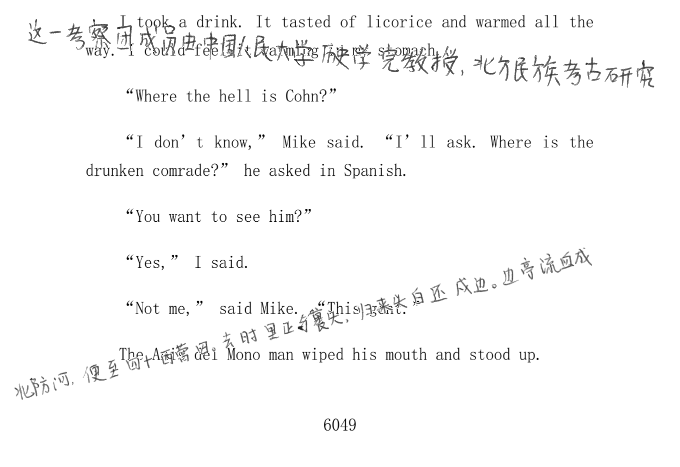 I took a drink. It tasted of licorice and warmed all the
这一考察团成员由中国人民大学历史学院教授，北方民族考古研究
way. I could feel it warming in my stomach.
“Where the hell is Cohn?”
“I don't know,” Mike said. “I'll ask. Where is the
drunken comrade?” he asked in Spanish.
“You want to see him?”
“Yes,” I said.
“Not me,” said Mike. “This gent.”
The Anis del Mono man wiped his mouth and stood up.
北防河，便至四十西营田。去时里正与裹头，归来头白还戍边。边亭流血成
6049